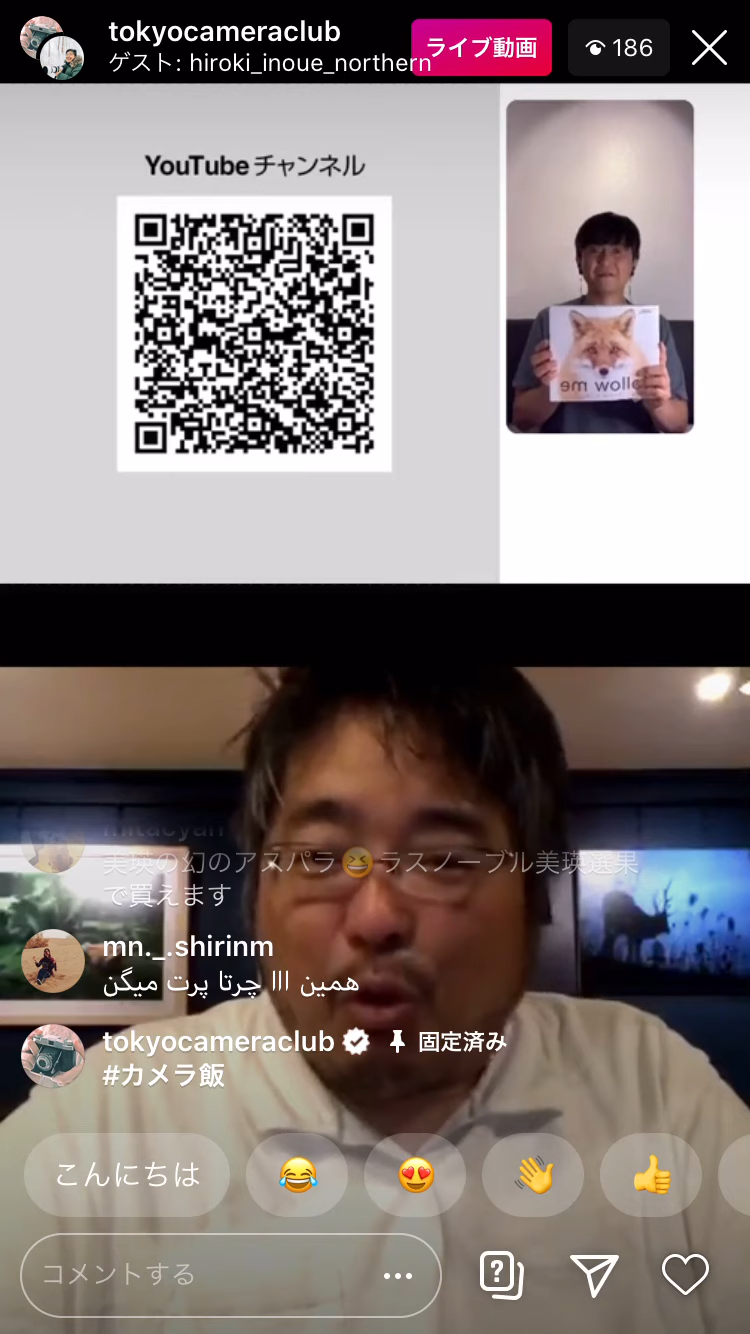 tokyocameraclub
ゲスト: hiroki_inoue_northern
ライブ動画
186
YouTubeチャンネル
ollow me
mitacyan
美瑛の幻のアスパラ😆ラスノーブル美瑛選果
で買えます
mn._.shirinm
همین ااا چرتا پرت میگن
tokyocameraclub 固定済み
#カメラ飯
こんにちは 😂 😍 👋 👍
コメントする